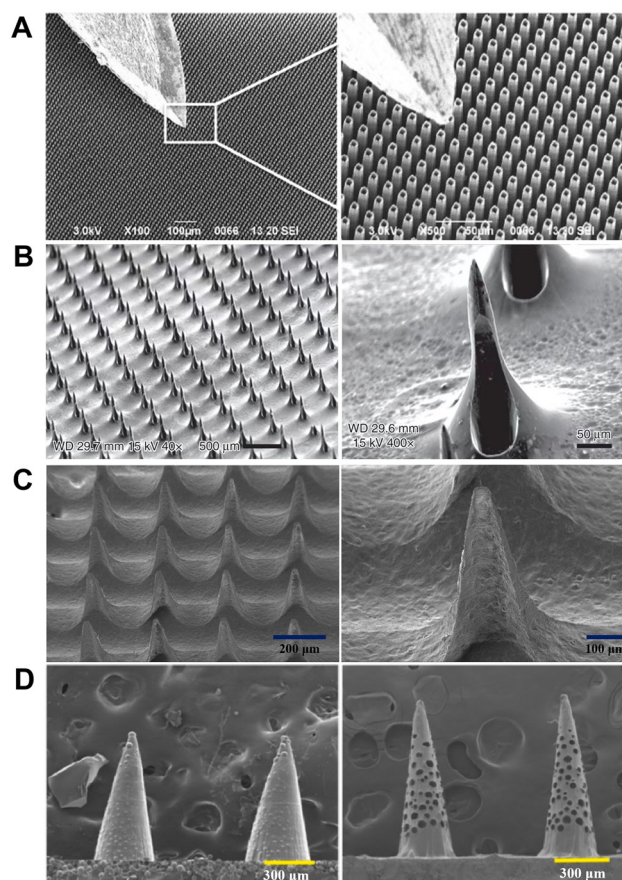 A
3.0kV X100 100µm 0066 13 20 SEI
3.0kV X500 50µm 0066 13 20 SEI
B
WD 29.7 mm 15 kV 40× 500 µm
WD 29.6 mm
15 kV 400×
50 µm
C
200 µm
100 µm
D
300 µm
300 µm